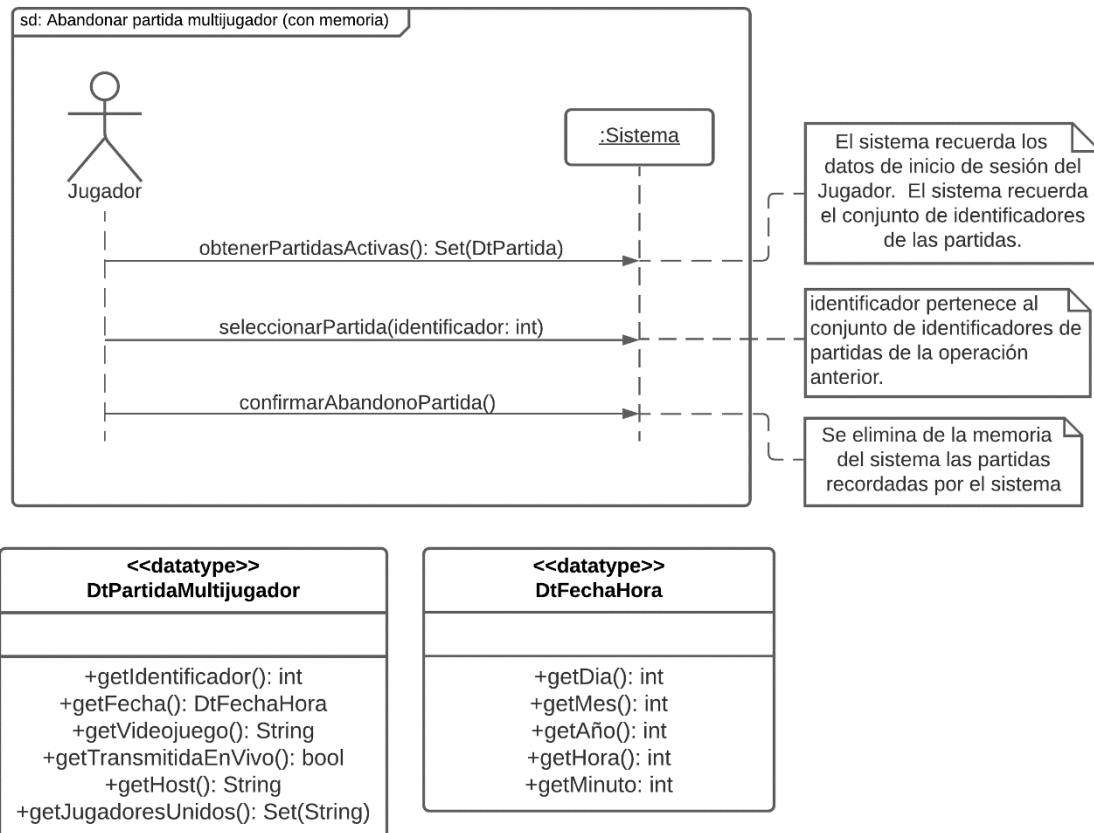 sd: Abandonar partida multijugador (con memoria)
Jugador
:Sistema
obtenerPartidasActivas(): Set(DtPartida)
seleccionarPartida(identificador: int)
confirmarAbandonoPartida()
El sistema recuerda los
datos de inicio de sesión del
Jugador. El sistema recuerda
el conjunto de identificadores
de las partidas.
identificador pertenece al
conjunto de identificadores de
partidas de la operación
anterior.
Se elimina de la memoria
del sistema las partidas
recordadas por el sistema
<<datatype>>
DtPartidaMultijugador
+getIdentificador(): int
+getFecha(): DtFechaHora
+getVideojuego(): String
+getTransmitidaEnVivo(): bool
+getHost(): String
+getJugadoresUnidos(): Set(String)
<<datatype>>
DtFechaHora
+getDia(): int
+getMes(): int
+getAño(): int
+getHora(): int
+getMinuto: int